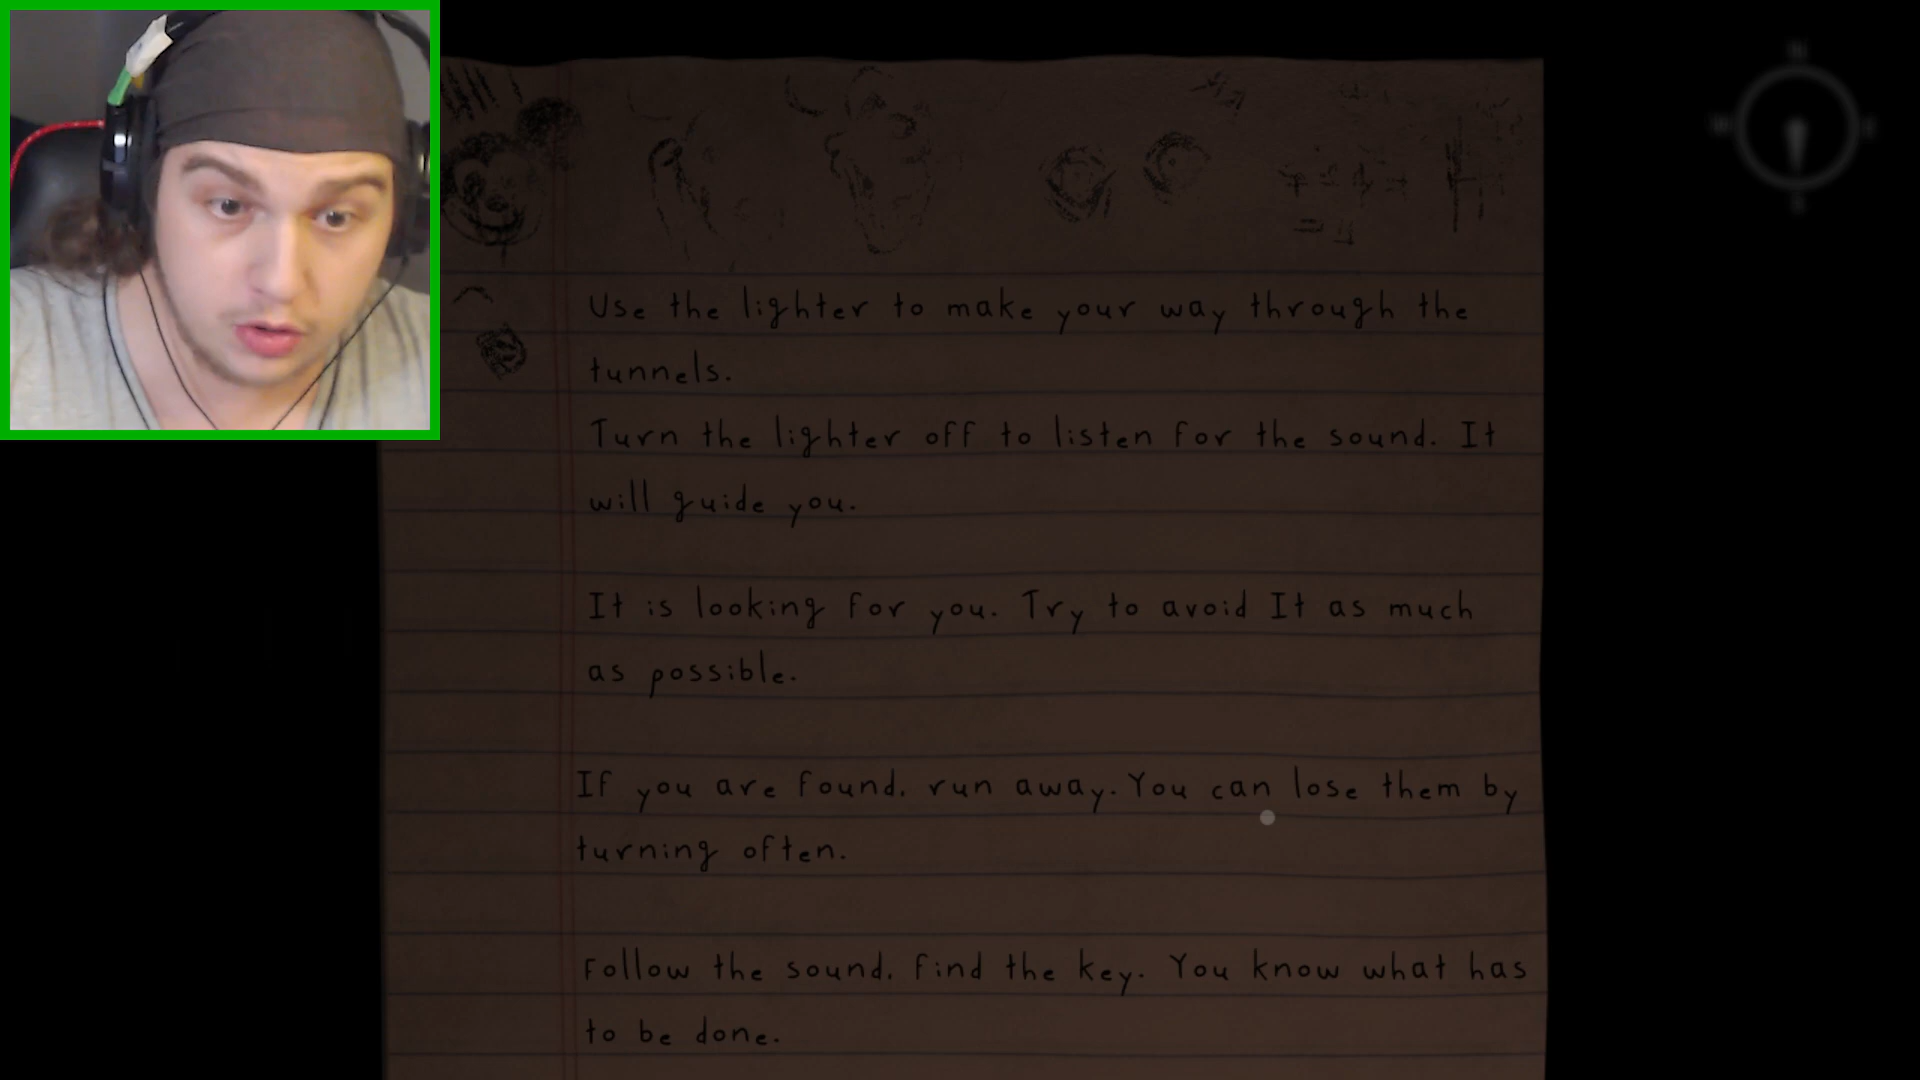 Use the lighter to make your way through the
tunnels.
Turn the lighter off to listen for the sound. It
will guide you.
It is looking for you. Try to avoid It as much
as possible.
If you are found, run away. You can lose them by
turning often.
Follow the sound, find the key. You know what has
to be done.